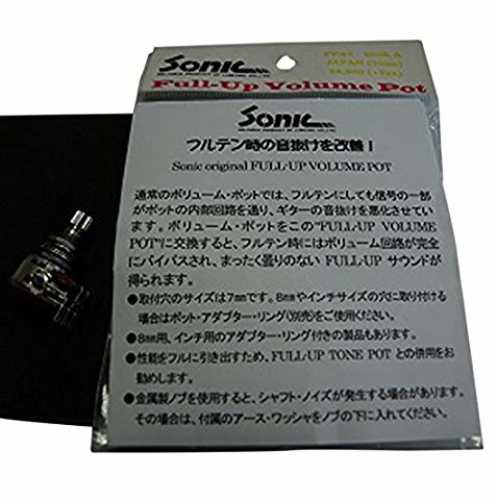 Sonic
Full-Up Volume Pot
Sonic
フルテン時の音抜けを改善！
Sonic original FULL-UP VOLUME POT
通常のボリューム・ポットでは、フルテンにしても信号の一部
がポットの内部回路を通り、ギターの音抜けを悪化させてい
ます。ボリューム・ポットをこの“FULL-UP VOLUME
POT”に交換すると、フルテン時にはボリューム回路が完全
にバイパスされ、まったく曇りのないFULL-UP サウンドが
得られます。
●取付穴のサイズは7mmです。8mmやインチサイズの穴に取り付ける
場合はポット・アダプター・リング(別売)をご使用ください。
●8mm用、インチ用のアダプター・リング付きの製品もあります。
●性能をフルに引き出すため、FULL-UP TONE POT との併用をお
勧めします。
●金属製ノブを使用すると、シャフト・ノイズが発生する場合があります。
その場合は、付属のアース・ワッシャをノブの下に入れてください。